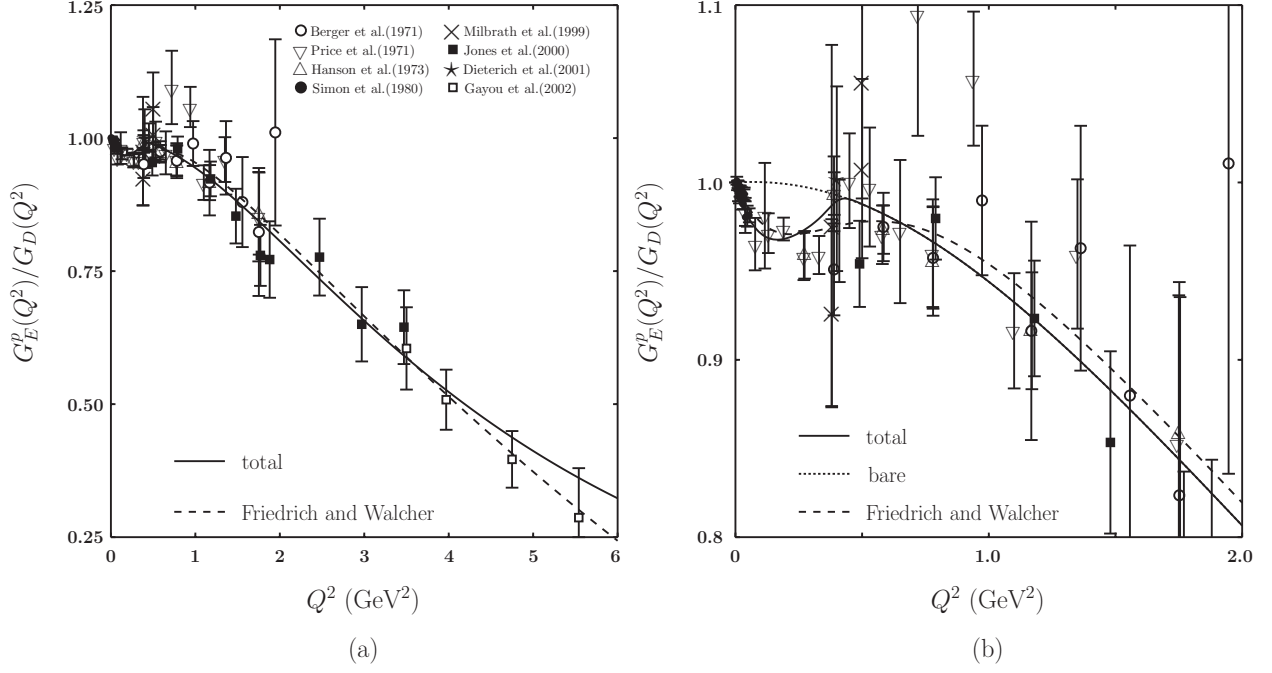 1.25
1.00
0.75
0.50
0.25
G_E^p(Q^2)/G_D(Q^2)
Berger et al.(1971)
Price et al.(1971)
Hanson et al.(1973)
Simon et al.(1980)
Milbrath et al.(1999)
Jones et al.(2000)
Dieterich et al.(2001)
Gayou et al.(2002)
total
Friedrich and Walcher
0 1 2 3 4 5 6
Q^2 (GeV^2)
(a)
1.1
1.0
0.9
0.8
G_E^p(Q^2)/G_D(Q^2)
total
bare
Friedrich and Walcher
0 1.0 2.0
Q^2 (GeV^2)
(b)